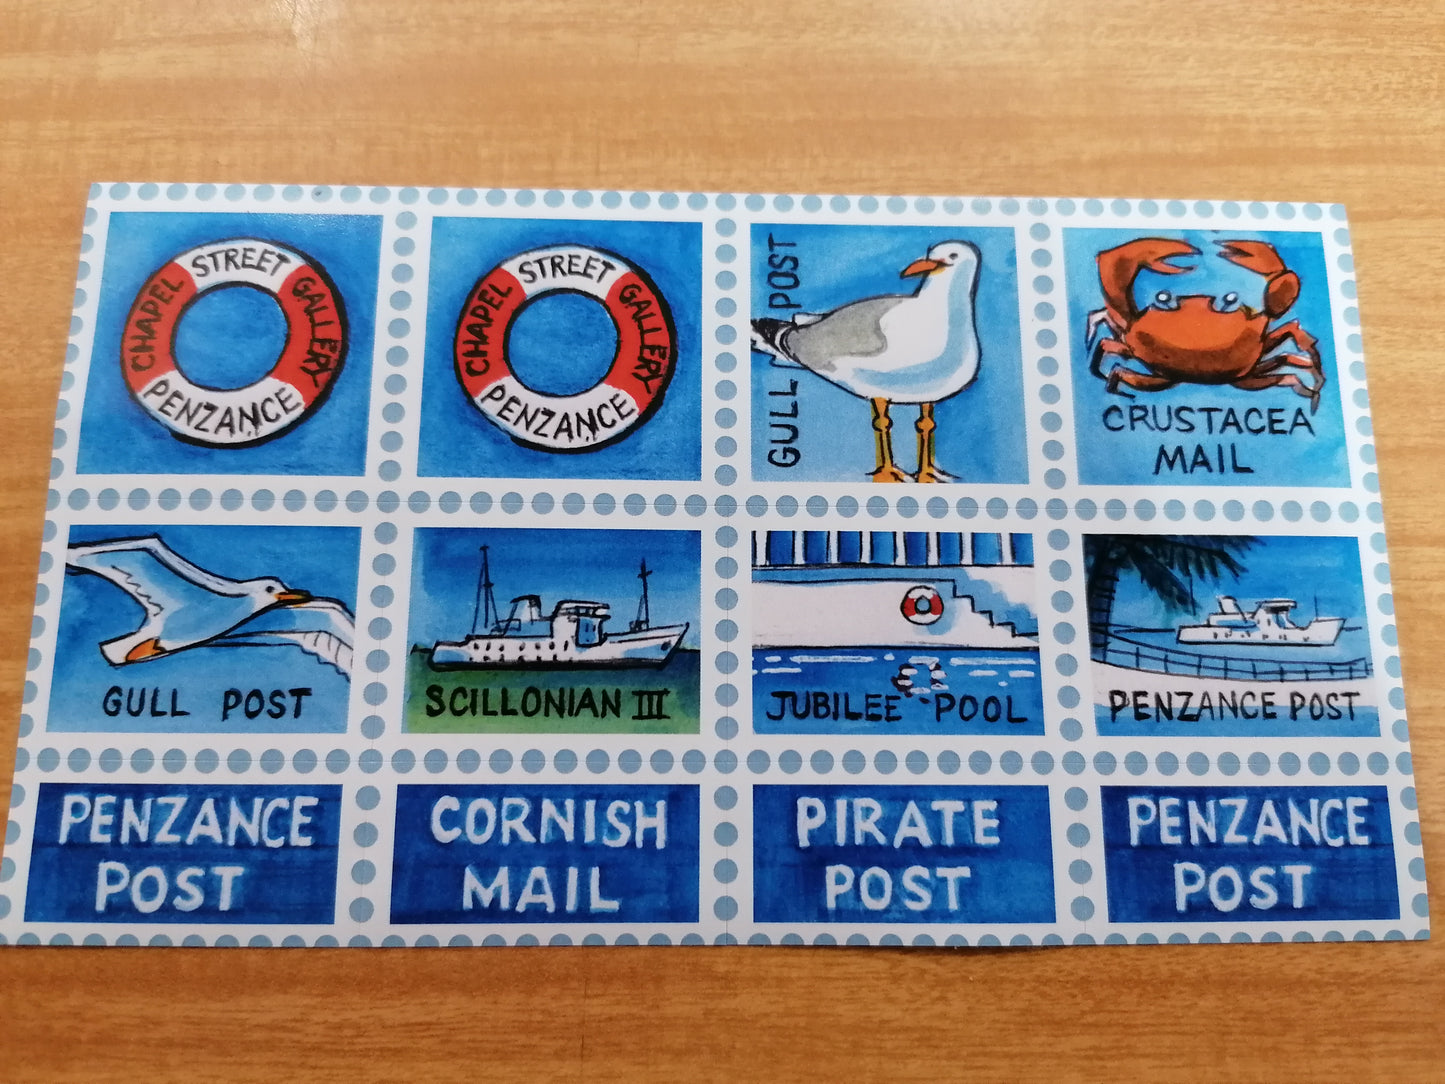 CHAPEL STREET GALLERY
PENZANCE
CHAPEL STREET GALLERY
PENZANCE
GULL POST
CRUSTACEA
MAIL
GULL POST
SCILLONIAN III
JUBILEE POOL
PENZANCE POST
PENZANCE
POST
CORNISH
MAIL
PIRATE
POST
PENZANCE
POST